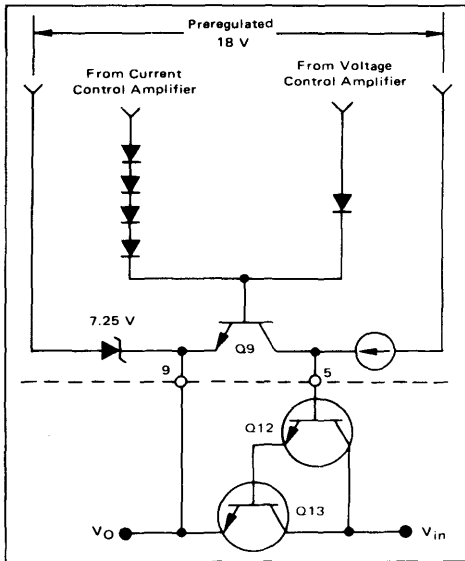 Preregulated
18 V
From Current
Control Amplifier
From Voltage
Control Amplifier
7.25 V
Q9
9
5
Q12
Q13
VO
Vin